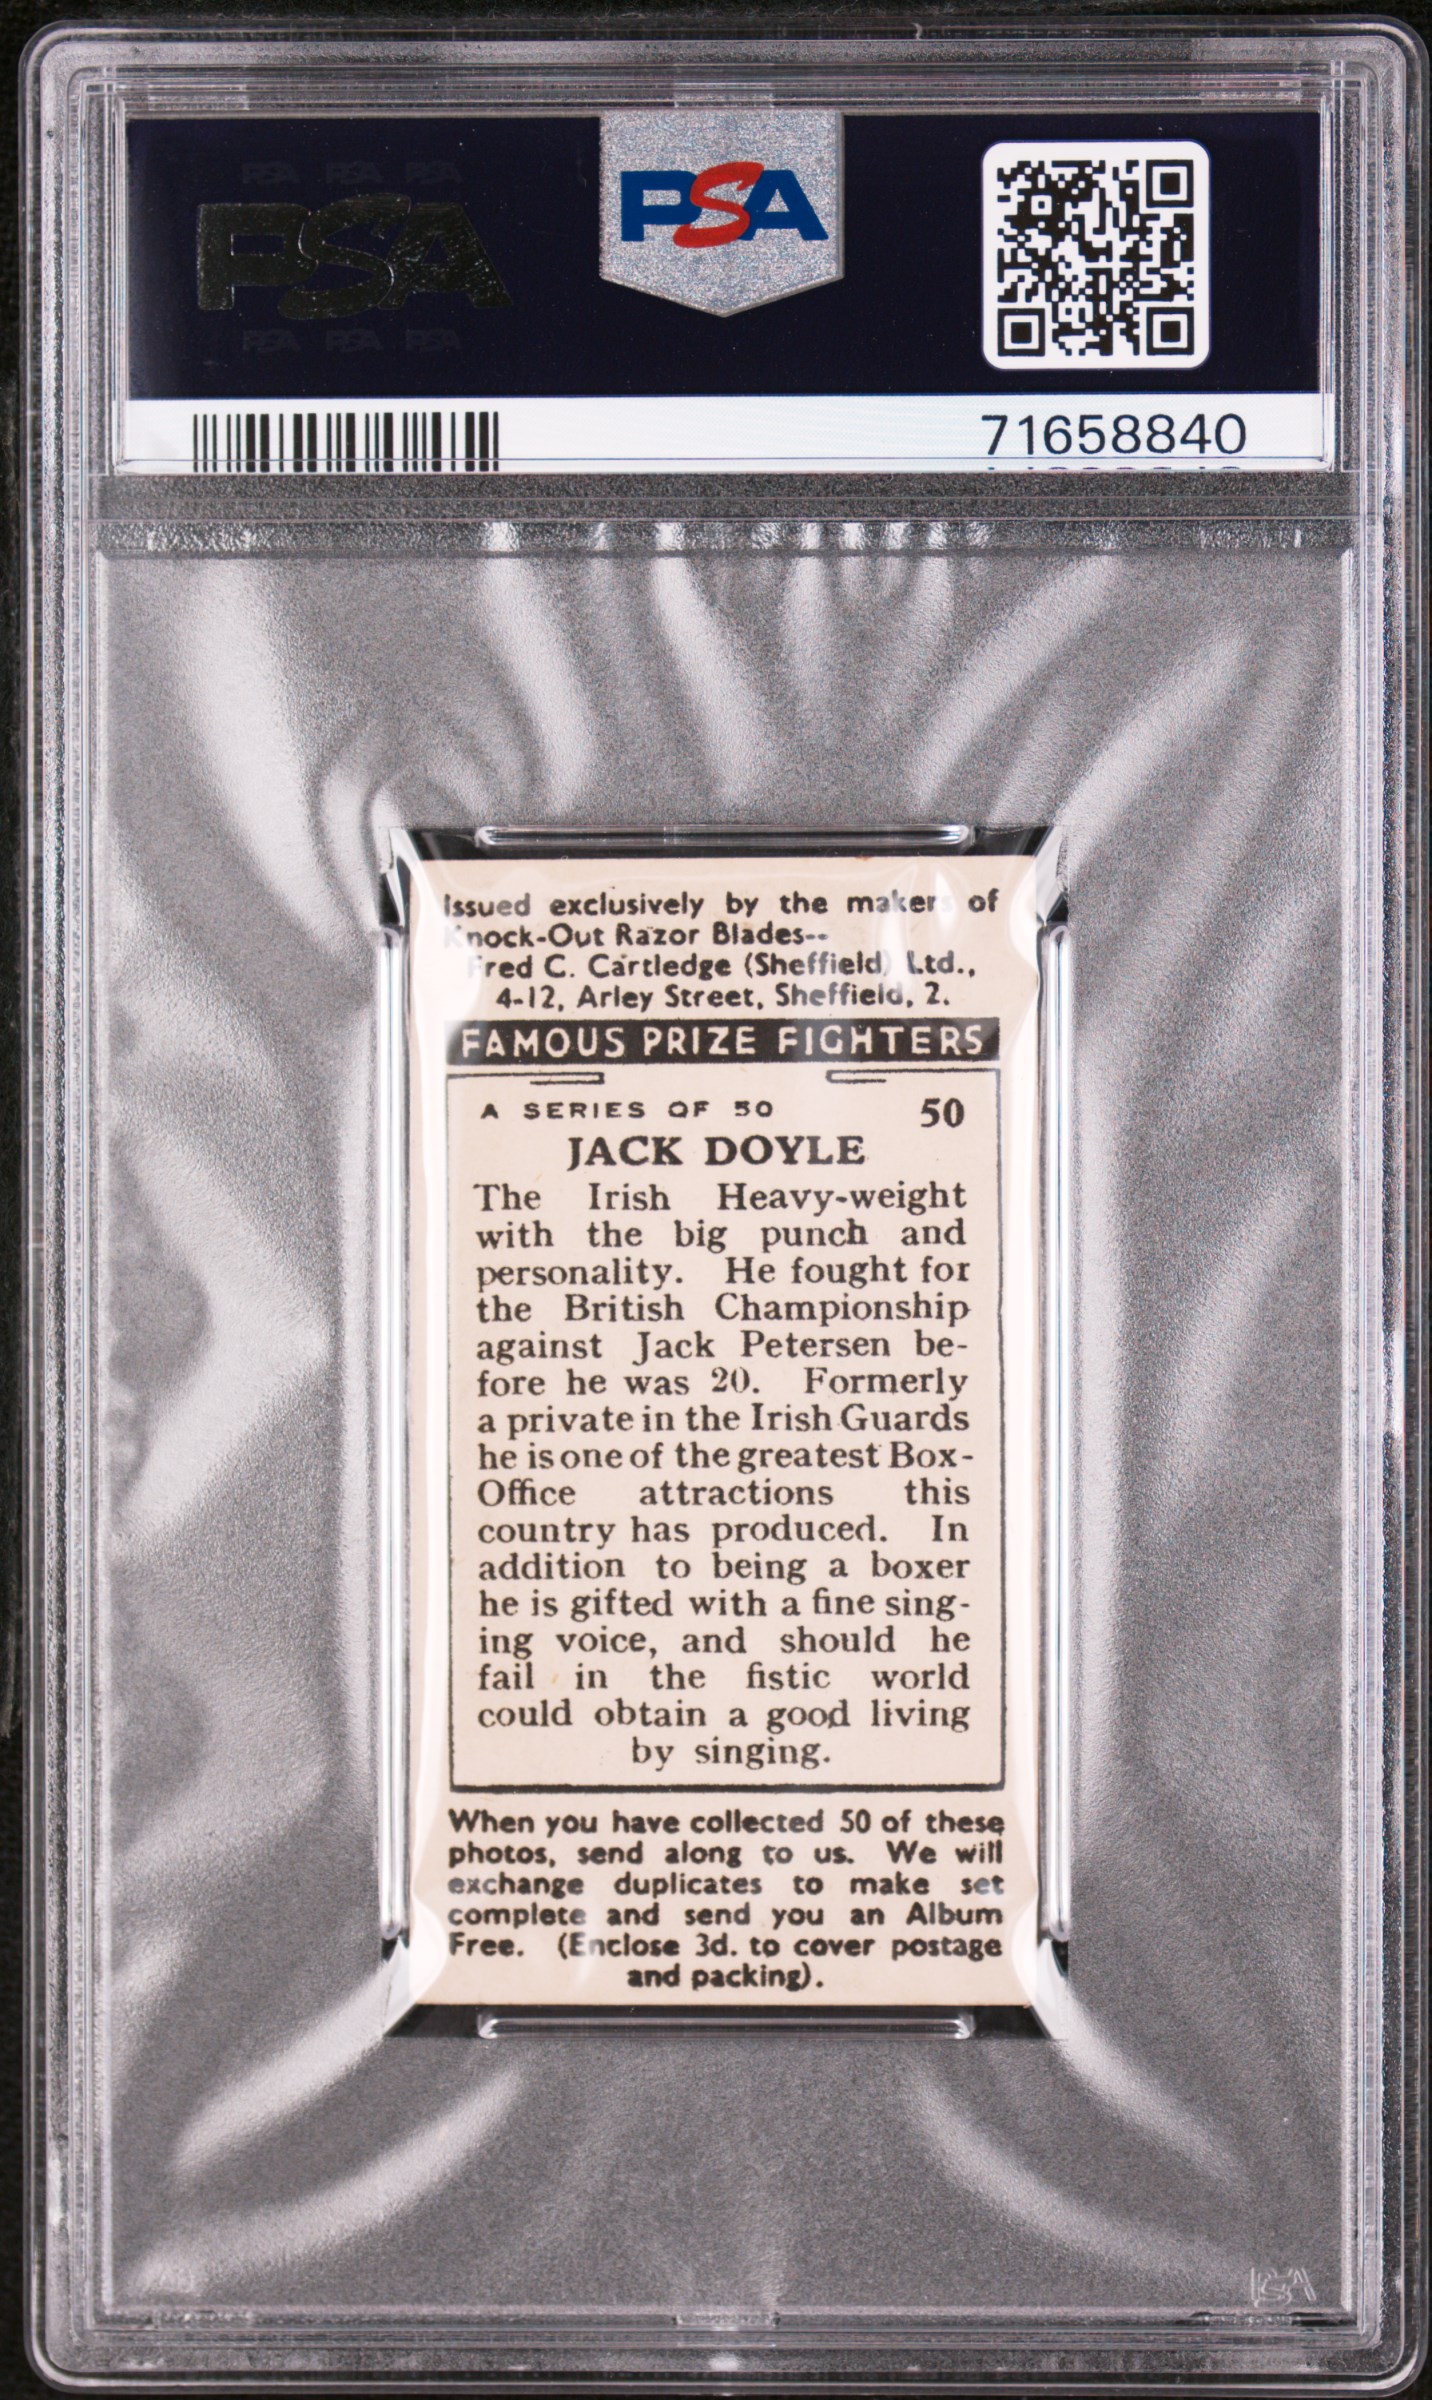 PSA PSA PSA
PSA
PSA PSA PSA
PSA
71658840
Issued exclusively by the makers of
Knock-Out Razor Blades--
Fred C. Cartledge (Sheffield) Ltd.,
4-12, Arley Street, Sheffield, 2.
FAMOUS PRIZE FIGHTERS
A SERIES OF 50 50
JACK DOYLE
The Irish Heavy-weight
with the big punch and
personality. He fought for
the British Championship
against Jack Petersen be-
fore he was 20. Formerly
a private in the Irish Guards
he is one of the greatest Box-
Office attractions this
country has produced. In
addition to being a boxer
he is gifted with a fine sing-
ing voice, and should he
fail in the fistic world
could obtain a good living
by singing.
When you have collected 50 of these
photos, send along to us. We will
exchange duplicates to make set
complete and send you an Album
Free. (Enclose 3d. to cover postage
and packing).
PSA